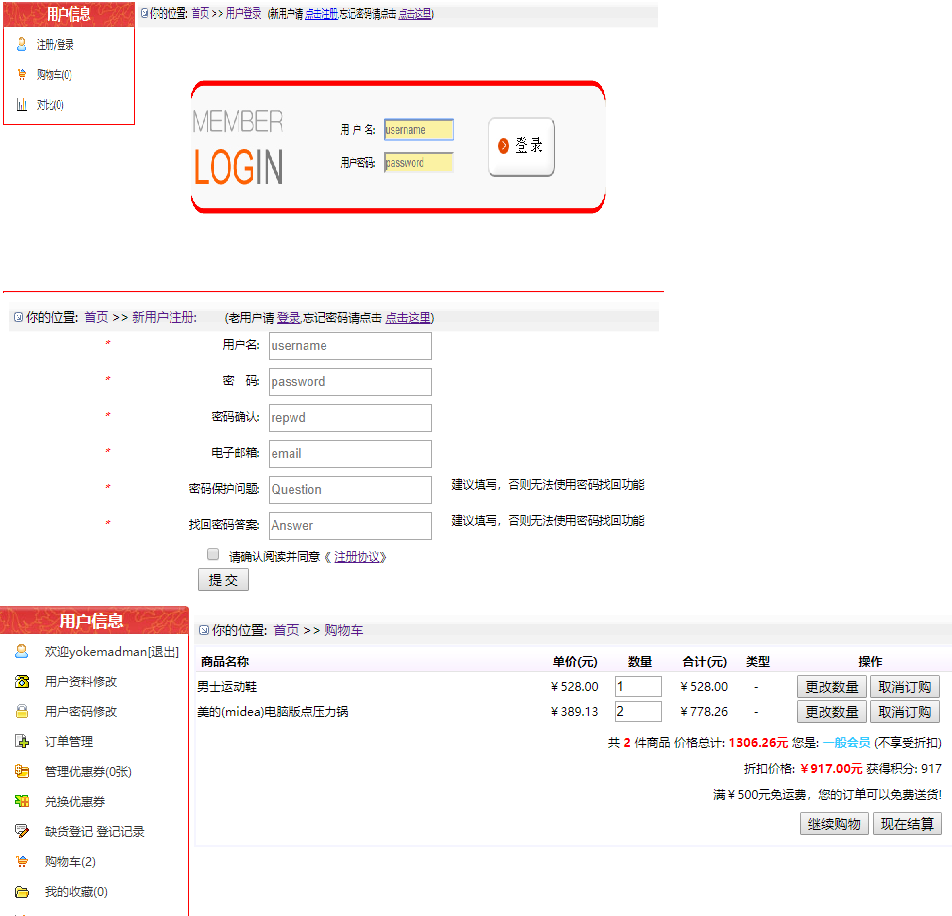 用户信息
你的位置: 首页 >> 用户登录 (新用户请 点击注册,忘记密码请点击 点击这里)
注册/登录
购物车(0)
对比(0)
MEMBER
LOGIN
用 户 名: username
用户密码: password
登录
你的位置: 首页 >> 新用户注册: (老用户请 登录,忘记密码请点击 点击这里)
* 用户名: username
* 密 码: password
* 密码确认: repwd
* 电子邮箱: email
* 密码保护问题: Question 建议填写，否则无法使用密码找回功能
* 找回密码答案: Answer 建议填写，否则无法使用密码找回功能
请确认阅读并同意《 注册协议》
提 交
用户信息
欢迎yokemadman[退出]
用户资料修改
用户密码修改
订单管理
管理优惠券(0张)
兑换优惠券
缺货登记 登记记录
购物车(2)
我的收藏(0)
你的位置: 首页 >> 购物车
商品名称 单价(元) 数量 合计(元) 类型 操作
男士运动鞋 ￥528.00 1 ￥528.00 - 更改数量 取消订购
美的(midea)电脑版点压力锅 ￥389.13 2 ￥778.26 - 更改数量 取消订购
共 2 件商品 价格总计: 1306.26元 您是: 一般会员 (不享受折扣)
折扣价格: ￥917.00元 获得积分: 917
满￥500元免运费，您的订单可以免费送货!
继续购物 现在结算